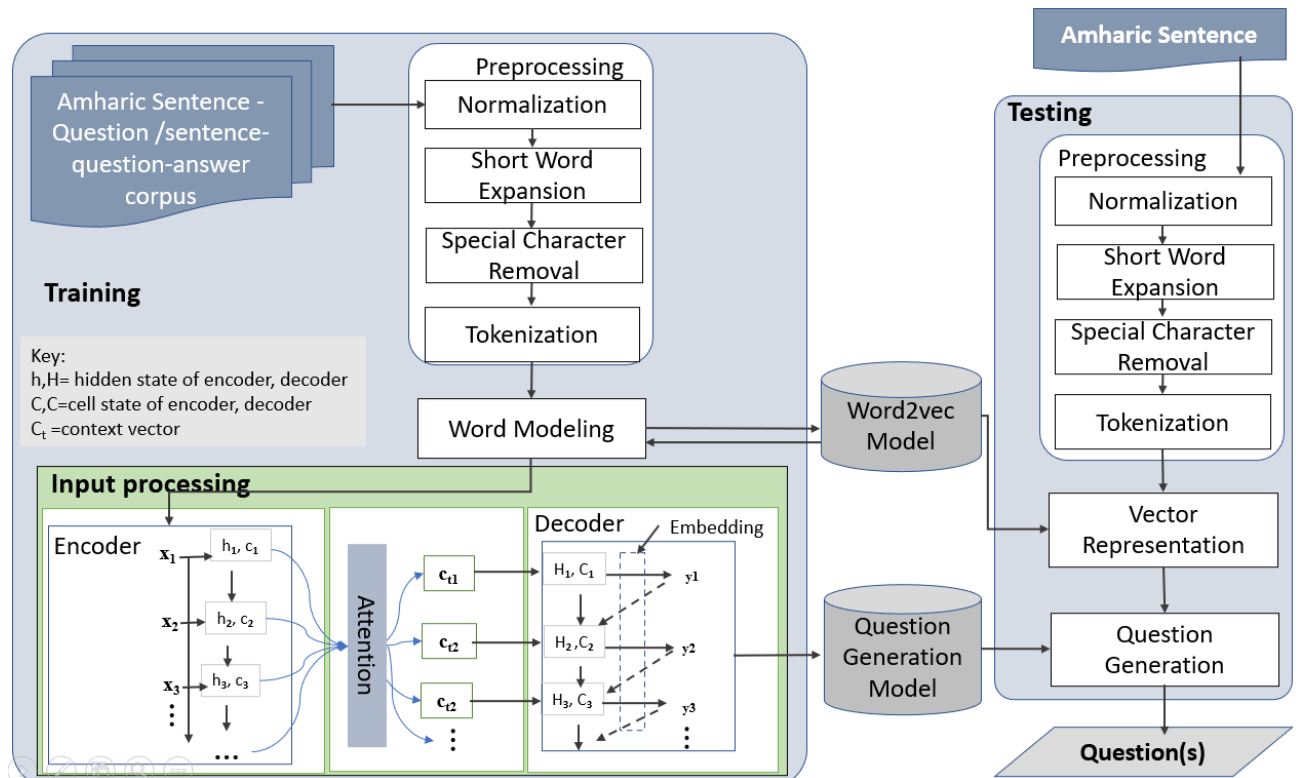 Amharic Sentence -
Question /sentence-
question-answer
corpus
Training
Key:
h,H= hidden state of encoder, decoder
C,C=cell state of encoder, decoder
Ct =context vector
Preprocessing
Normalization
Short Word
Expansion
Special Character
Removal
Tokenization
Word Modeling
Word2vec
Model
Input processing
Encoder
x1
h1, c1
x2
h2, c2
x3
h3, c3
⋮
...
Attention
ct1
ct2
ct2
⋮
Decoder
Embedding
H1, C1
y1
H2 ,C2
y2
H3, C3
y3
⋮
Question
Generation
Model
Amharic Sentence
Testing
Preprocessing
Normalization
Short Word
Expansion
Special Character
Removal
Tokenization
Vector
Representation
Question
Generation
Question(s)